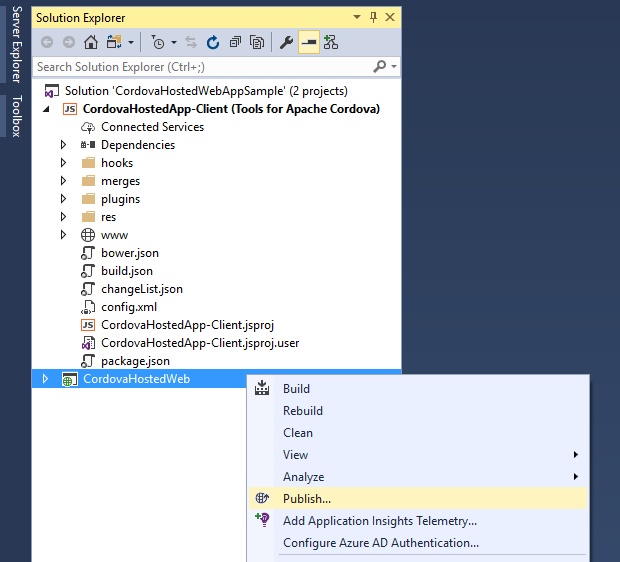 Server Explorer
Toolbox
Solution Explorer
Search Solution Explorer (Ctrl+;)
Solution 'CordovaHostedWebAppSample' (2 projects)
JS CordovaHostedApp-Client (Tools for Apache Cordova)
Connected Services
Dependencies
hooks
merges
plugins
res
www
bower.json
build.json
changeList.json
config.xml
JS CordovaHostedApp-Client.jsproj
CordovaHostedApp-Client.jsproj.user
package.json
CordovaHostedWeb
Build
Rebuild
Clean
View
Analyze
Publish...
Add Application Insights Telemetry...
Configure Azure AD Authentication...